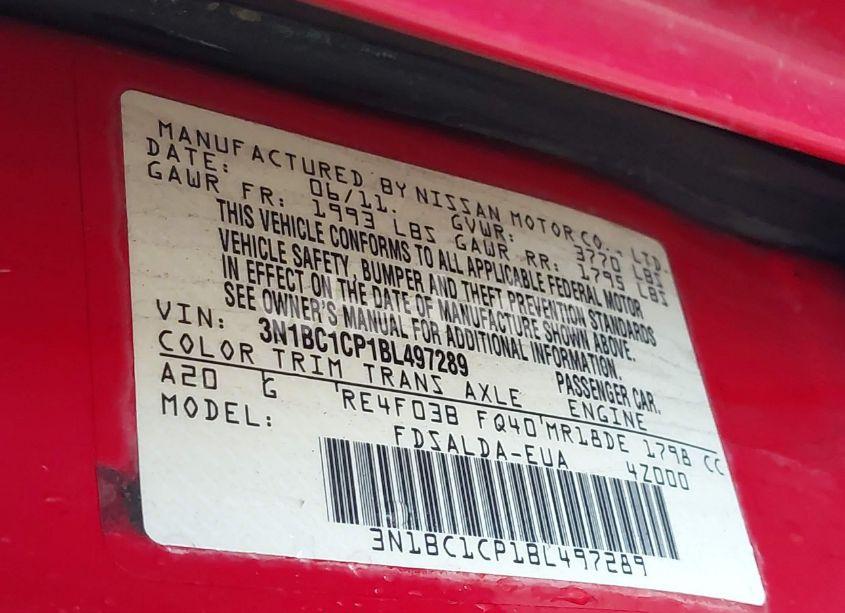 MANUFACTURED BY NISSAN MOTOR CO., LTD.
DATE: 06/11. GVWR: 3770 LBS
GAWR FR: 1993 LBS GAWR RR: 1795 LBS
THIS VEHICLE CONFORMS TO ALL APPLICABLE FEDERAL MOTOR
VEHICLE SAFETY, BUMPER AND THEFT PREVENTION STANDARDS
IN EFFECT ON THE DATE OF MANUFACTURE SHOWN ABOVE.
SEE OWNER'S MANUAL FOR ADDITIONAL INFORMATION.
VIN: 3N1BC1CP1BL497289 PASSENGER CAR.
COLOR TRIM TRANS AXLE ENGINE
A20 G RE4F03B FQ40 MR18DE 1798 CC
MODEL: FDSALDA-EUA 4Z000
3N1BC1CP1BL497289